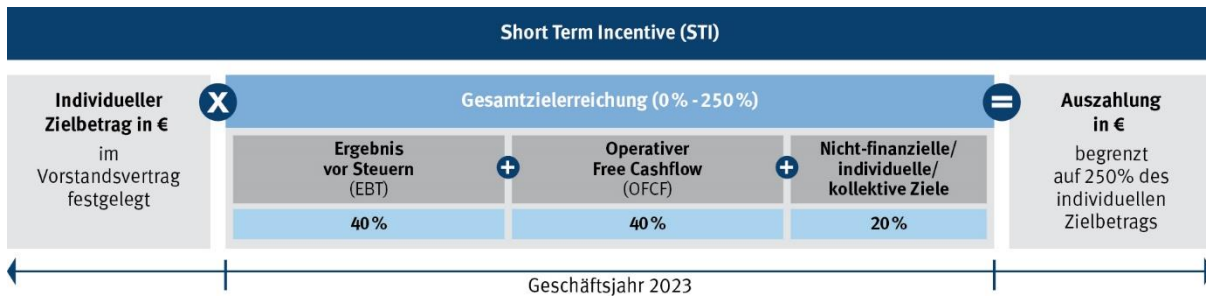 Short Term Incentive (STI)
Individueller
Zielbetrag in €
im
Vorstandsvertrag
festgelegt
X
Gesamtzielerreichung (0 % - 250 %)
Ergebnis
vor Steuern
(EBT)
40 %
+
Operativer
Free Cashflow
(OFCF)
40 %
+
Nicht-finanzielle/
individuelle/
kollektive Ziele
20 %
=
Auszahlung
in €
begrenzt
auf 250% des
individuellen
Zielbetrags
Geschäftsjahr 2023